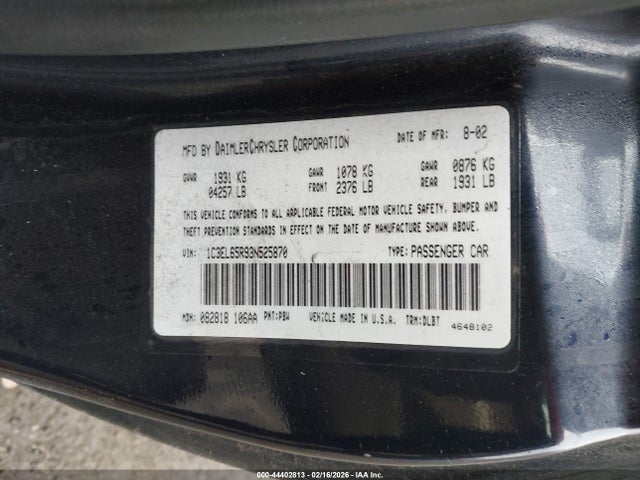 MFD BY DAIMLERCHRYSLER CORPORATION DATE OF MFR: 8-02
GVWR 1931 KG GAWR 1078 KG GAWR 0876 KG
04257 LB FRONT 2376 LB REAR 1931 LB
THIS VEHICLE CONFORMS TO ALL APPLICABLE FEDERAL MOTOR VEHICLE SAFETY, BUMPER AND
THEFT PREVENTION STANDARDS IN EFFECT ON THE DATE OF MANUFACTURE SHOWN ABOVE.
VIN: 1C3EL65R93N525870 TYPE: PASSENGER CAR
MDH: 082818 106AA PNT:PBW VEHICLE MADE IN U.S.A. TRM:DLBT
4648102
000-44402813 - 02/16/2026 - IAA Inc.